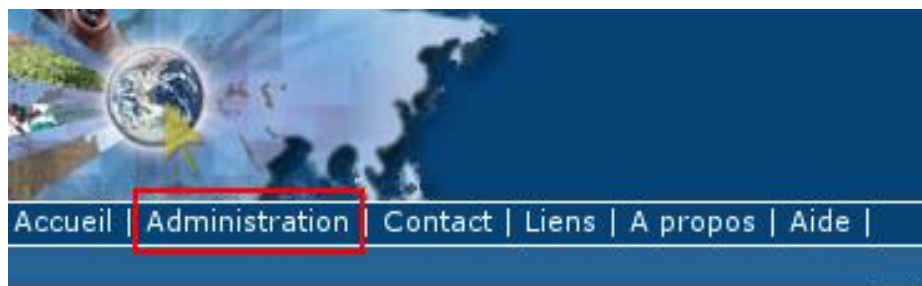 Accueil | Administration | Contact | Liens | A propos | Aide |